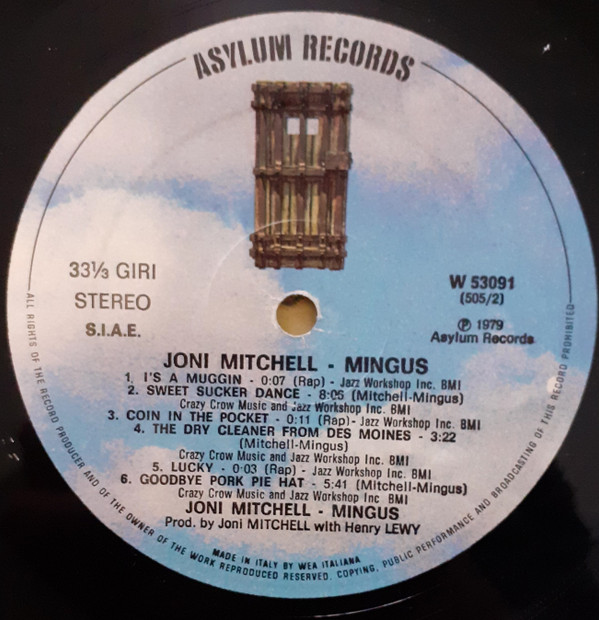 ASYLUM RECORDS
33⅓ GIRI
STEREO
S.I.A.E.
W 53091
(505/2)
℗ 1979
Asylum Records
JONI MITCHELL - MINGUS
1. I'S A MUGGIN - 0:07 (Rap) - Jazz Workshop Inc. BMI
2. SWEET SUCKER DANCE - 8:05 (Mitchell-Mingus)
Crazy Crow Music and Jazz Workshop Inc. BMI
3. COIN IN THE POCKET - 0:11 (Rap) - Jazz Workshop Inc. BMI
4. THE DRY CLEANER FROM DES MOINES - 3:22
(Mitchell-Mingus)
Crazy Crow Music and Jazz Workshop Inc. BMI
5. LUCKY - 0:03 (Rap) - Jazz Workshop Inc. BMI
6. GOODBYE PORK PIE HAT - 5:41 (Mitchell-Mingus)
Crazy Crow Music and Jazz Workshop Inc BMI
JONI MITCHELL - MINGUS
Prod. by Joni MITCHELL with Henry LEWY
MADE IN ITALY BY WEA ITALIANA
ALL RIGHTS OF THE RECORD PRODUCER AND OF THE OWNER OF THE WORK REPRODUCED RESERVED. COPYING, PUBLIC PERFORMANCE AND BROADCASTING OF THIS RECORD PROHIBITED